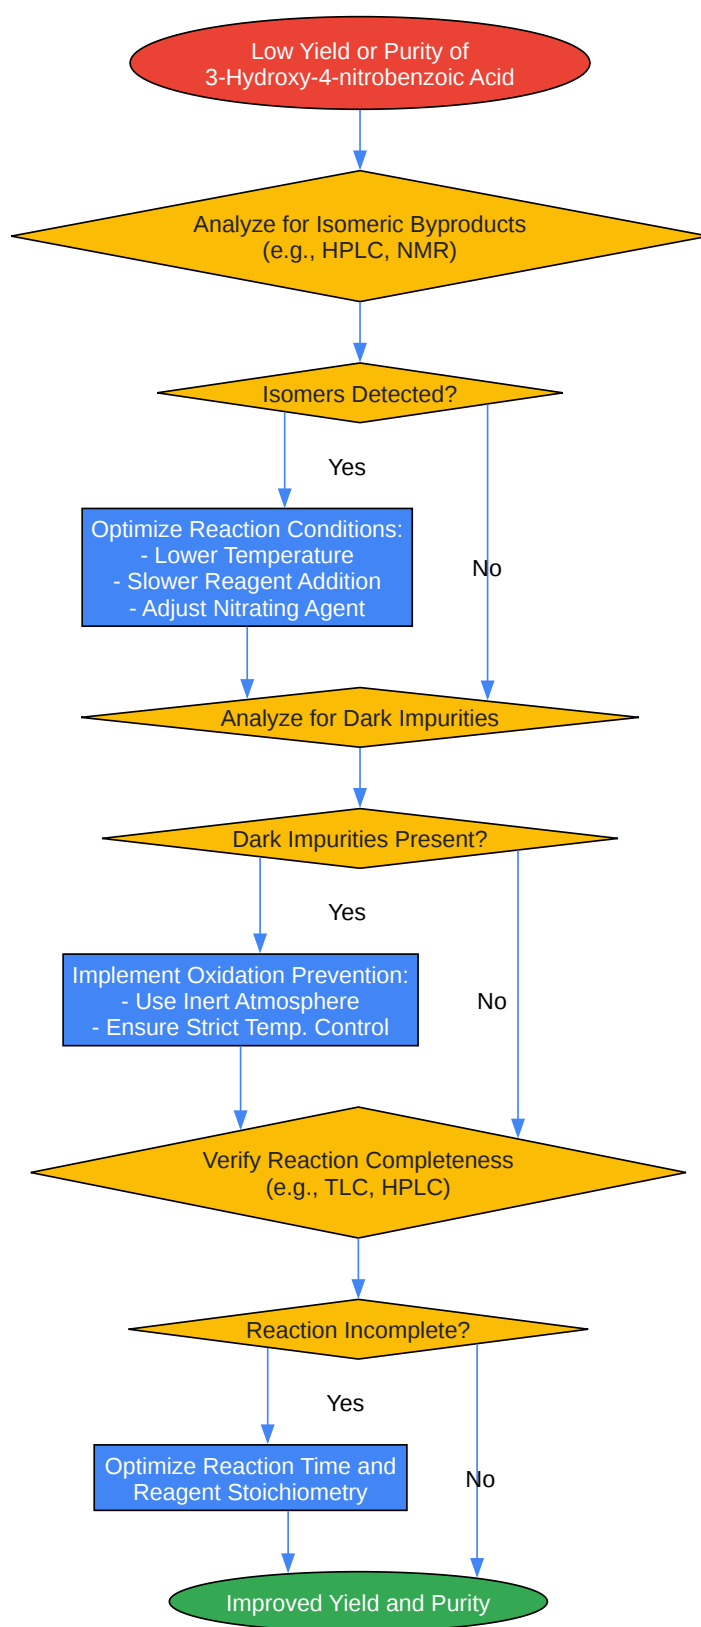 Low Yield or Purity of
3-Hydroxy-4-nitrobenzoic Acid
Analyze for Isomeric Byproducts
(e.g., HPLC, NMR)
Isomers Detected?
Yes
Optimize Reaction Conditions:
- Lower Temperature
- Slower Reagent Addition
- Adjust Nitrating Agent
No
Analyze for Dark Impurities
Dark Impurities Present?
Yes
Implement Oxidation Prevention:
- Use Inert Atmosphere
- Ensure Strict Temp. Control
No
Verify Reaction Completeness
(e.g., TLC, HPLC)
Reaction Incomplete?
Yes
Optimize Reaction Time and
Reagent Stoichiometry
No
Improved Yield and Purity